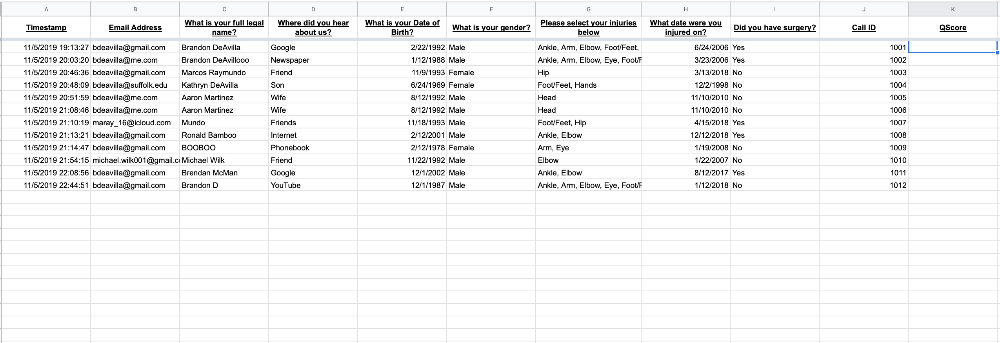 A B C D E F G H I J K
Timestamp Email Address What is your full legal name? Where did you hear about us? What is your Date of Birth? What is your gender? Please select your injuries below What date were you injured on? Did you have surgery? Call ID QScore
11/5/2019 19:13:27 bdeavilla@gmail.com Brandon DeAvilla Google 2/22/1992 Male Ankle, Arm, Elbow, Foot/Feet, 6/24/2006 Yes 1001
11/5/2019 20:03:20 bdeavilla@me.com Brandon DeAvillooo Newspaper 1/12/1988 Male Ankle, Arm, Elbow, Eye, Foot/F 3/23/2006 Yes 1002
11/5/2019 20:46:36 bdeavilla@gmail.com Marcos Raymundo Friend 11/9/1993 Female Hip 3/13/2018 No 1003
11/5/2019 20:48:09 bdeavilla@suffolk.edu Kathryn DeAvilla Son 6/24/1969 Female Foot/Feet, Hands 12/2/1998 No 1004
11/5/2019 20:51:59 bdeavilla@me.com Aaron Martinez Wife 8/12/1992 Male Head 11/10/2010 No 1005
11/5/2019 21:08:46 bdeavilla@me.com Aaron Martinez Wife 8/12/1992 Male Head 11/10/2010 No 1006
11/5/2019 21:10:19 maray_16@icloud.com Mundo Friends 11/18/1993 Male Foot/Feet, Hip 4/15/2018 Yes 1007
11/5/2019 21:13:21 bdeavilla@gmail.com Ronald Bamboo Internet 2/12/2001 Male Ankle, Elbow 12/12/2018 Yes 1008
11/5/2019 21:14:47 bdeavilla@gmail.com BOOBOO Phonebook 2/12/1978 Female Arm, Eye 1/19/2008 No 1009
11/5/2019 21:54:15 michael.wilk001@gmail.c Michael Wilk Friend 11/22/1992 Male Elbow 1/22/2007 No 1010
11/5/2019 22:08:56 bdeavilla@gmail.com Brendan McMan Google 12/1/2002 Male Ankle, Elbow 8/12/2017 Yes 1011
11/5/2019 22:44:51 bdeavilla@gmail.com Brandon D YouTube 12/1/1987 Male Ankle, Arm, Elbow, Eye, Foot/F 1/12/2018 No 1012